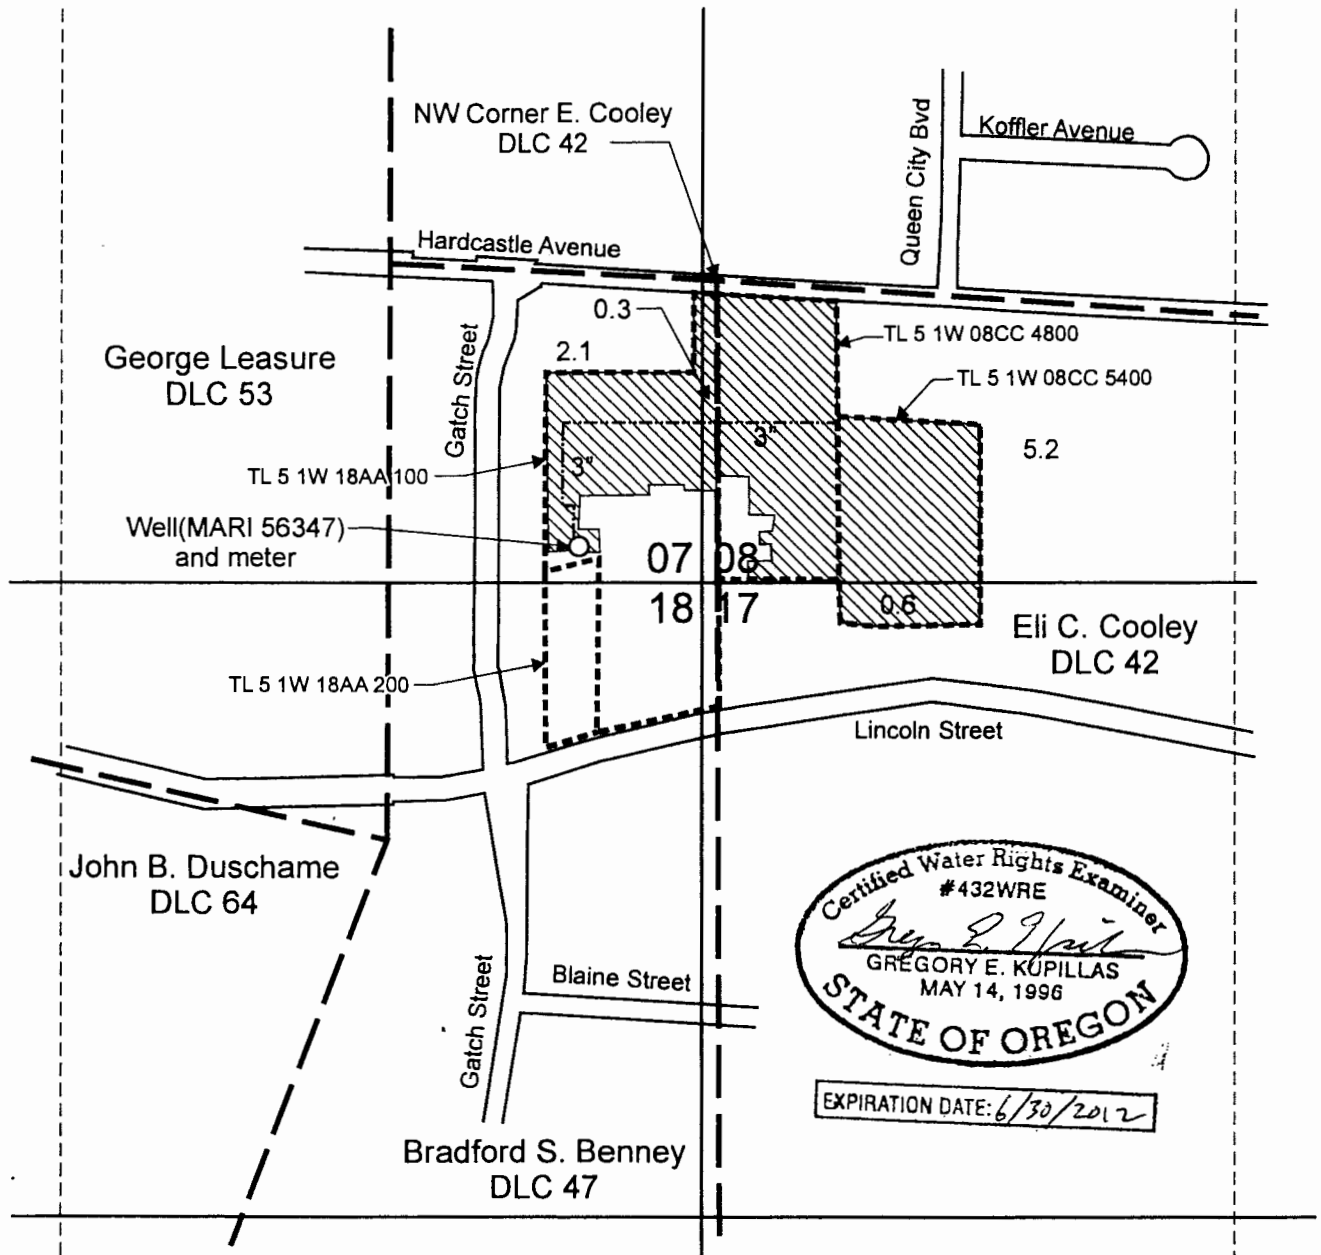 NW Corner E. Cooley
DLC 42
Queen City Bvd
Koffler Avenue
Hardcastle Avenue
0.3
TL 5 1W 08CC 4800
George Leasure
DLC 53
Gatch Street
2.1
TL 5 1W 08CC 5400
3"
5.2
3"
TL 5 1W 18AA 100
Well(MARI 56347)
and meter
07 08
18 17
0.6
Eli C. Cooley
DLC 42
TL 5 1W 18AA 200
Lincoln Street
John B. Duschame
DLC 64
Certified Water Rights Examiner
#432WRE
GREGORY E. KUPILLAS
MAY 14, 1996
STATE OF OREGON
Gatch Street
Blaine Street
EXPIRATION DATE: 6/30/2012
Bradford S. Benney
DLC 47